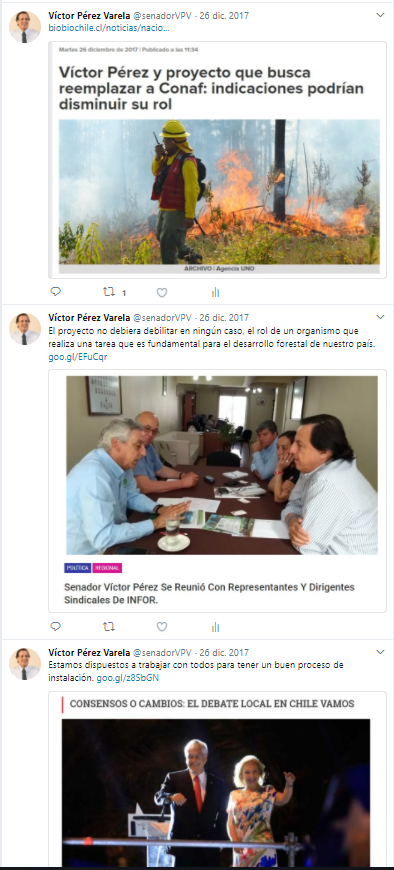 Víctor Pérez Varela @senadorVPV · 26 dic. 2017
biobiochile.cl/noticias/nacio...
Martes 26 diciembre de 2017 | Publicado a las 11:34
Víctor Pérez y proyecto que busca
reemplazar a Conaf: indicaciones podrían
disminuir su rol
ARCHIVO | Agencia UNO
1
Víctor Pérez Varela @senadorVPV · 26 dic. 2017
El proyecto no debiera debilitar en ningún caso, el rol de un organismo que
realiza una tarea que es fundamental para el desarrollo forestal de nuestro país.
goo.gl/EFuCqr
POLÍTICA REGIONAL
Senador Víctor Pérez Se Reunió Con Representantes Y Dirigentes
Sindicales De INFOR.
Víctor Pérez Varela @senadorVPV · 26 dic. 2017
Estamos dispuestos a trabajar con todos para tener un buen proceso de
instalación. goo.gl/z8SbGN
CONSENSOS O CAMBIOS: EL DEBATE LOCAL EN CHILE VAMOS